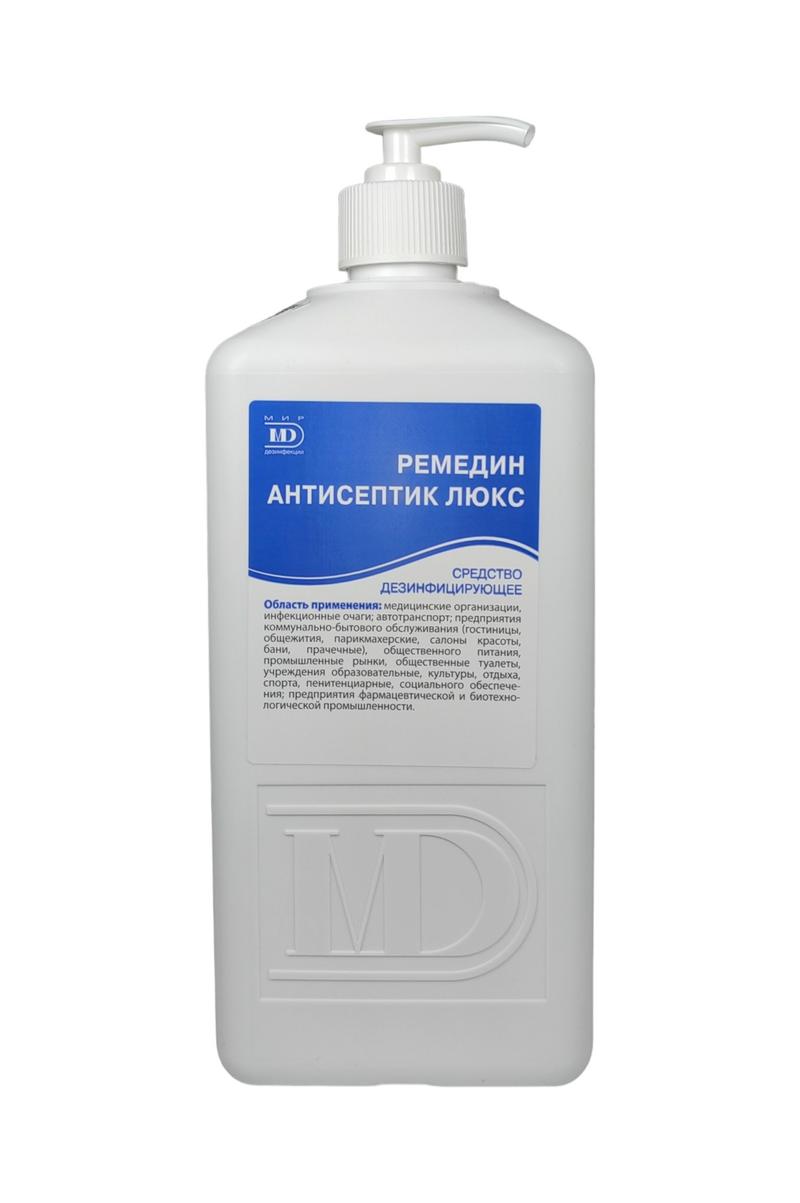 МИР
MD
дезинфекции
РЕМЕДИН
АНТИСЕПТИК ЛЮКС
СРЕДСТВО
ДЕЗИНФИЦИРУЮЩЕЕ
Область применения: медицинские организации,
инфекционные очаги; автотранспорт; предприятия
коммунально-бытового обслуживания (гостиницы,
общежития, парикмахерские, салоны красоты,
бани, прачечные), общественного питания,
промышленные рынки, общественные туалеты,
учреждения образовательные, культуры, отдыха,
спорта, пенитенциарные, социального обеспече-
ния; предприятия фармацевтической и биотехно-
логической промышленности.
MD